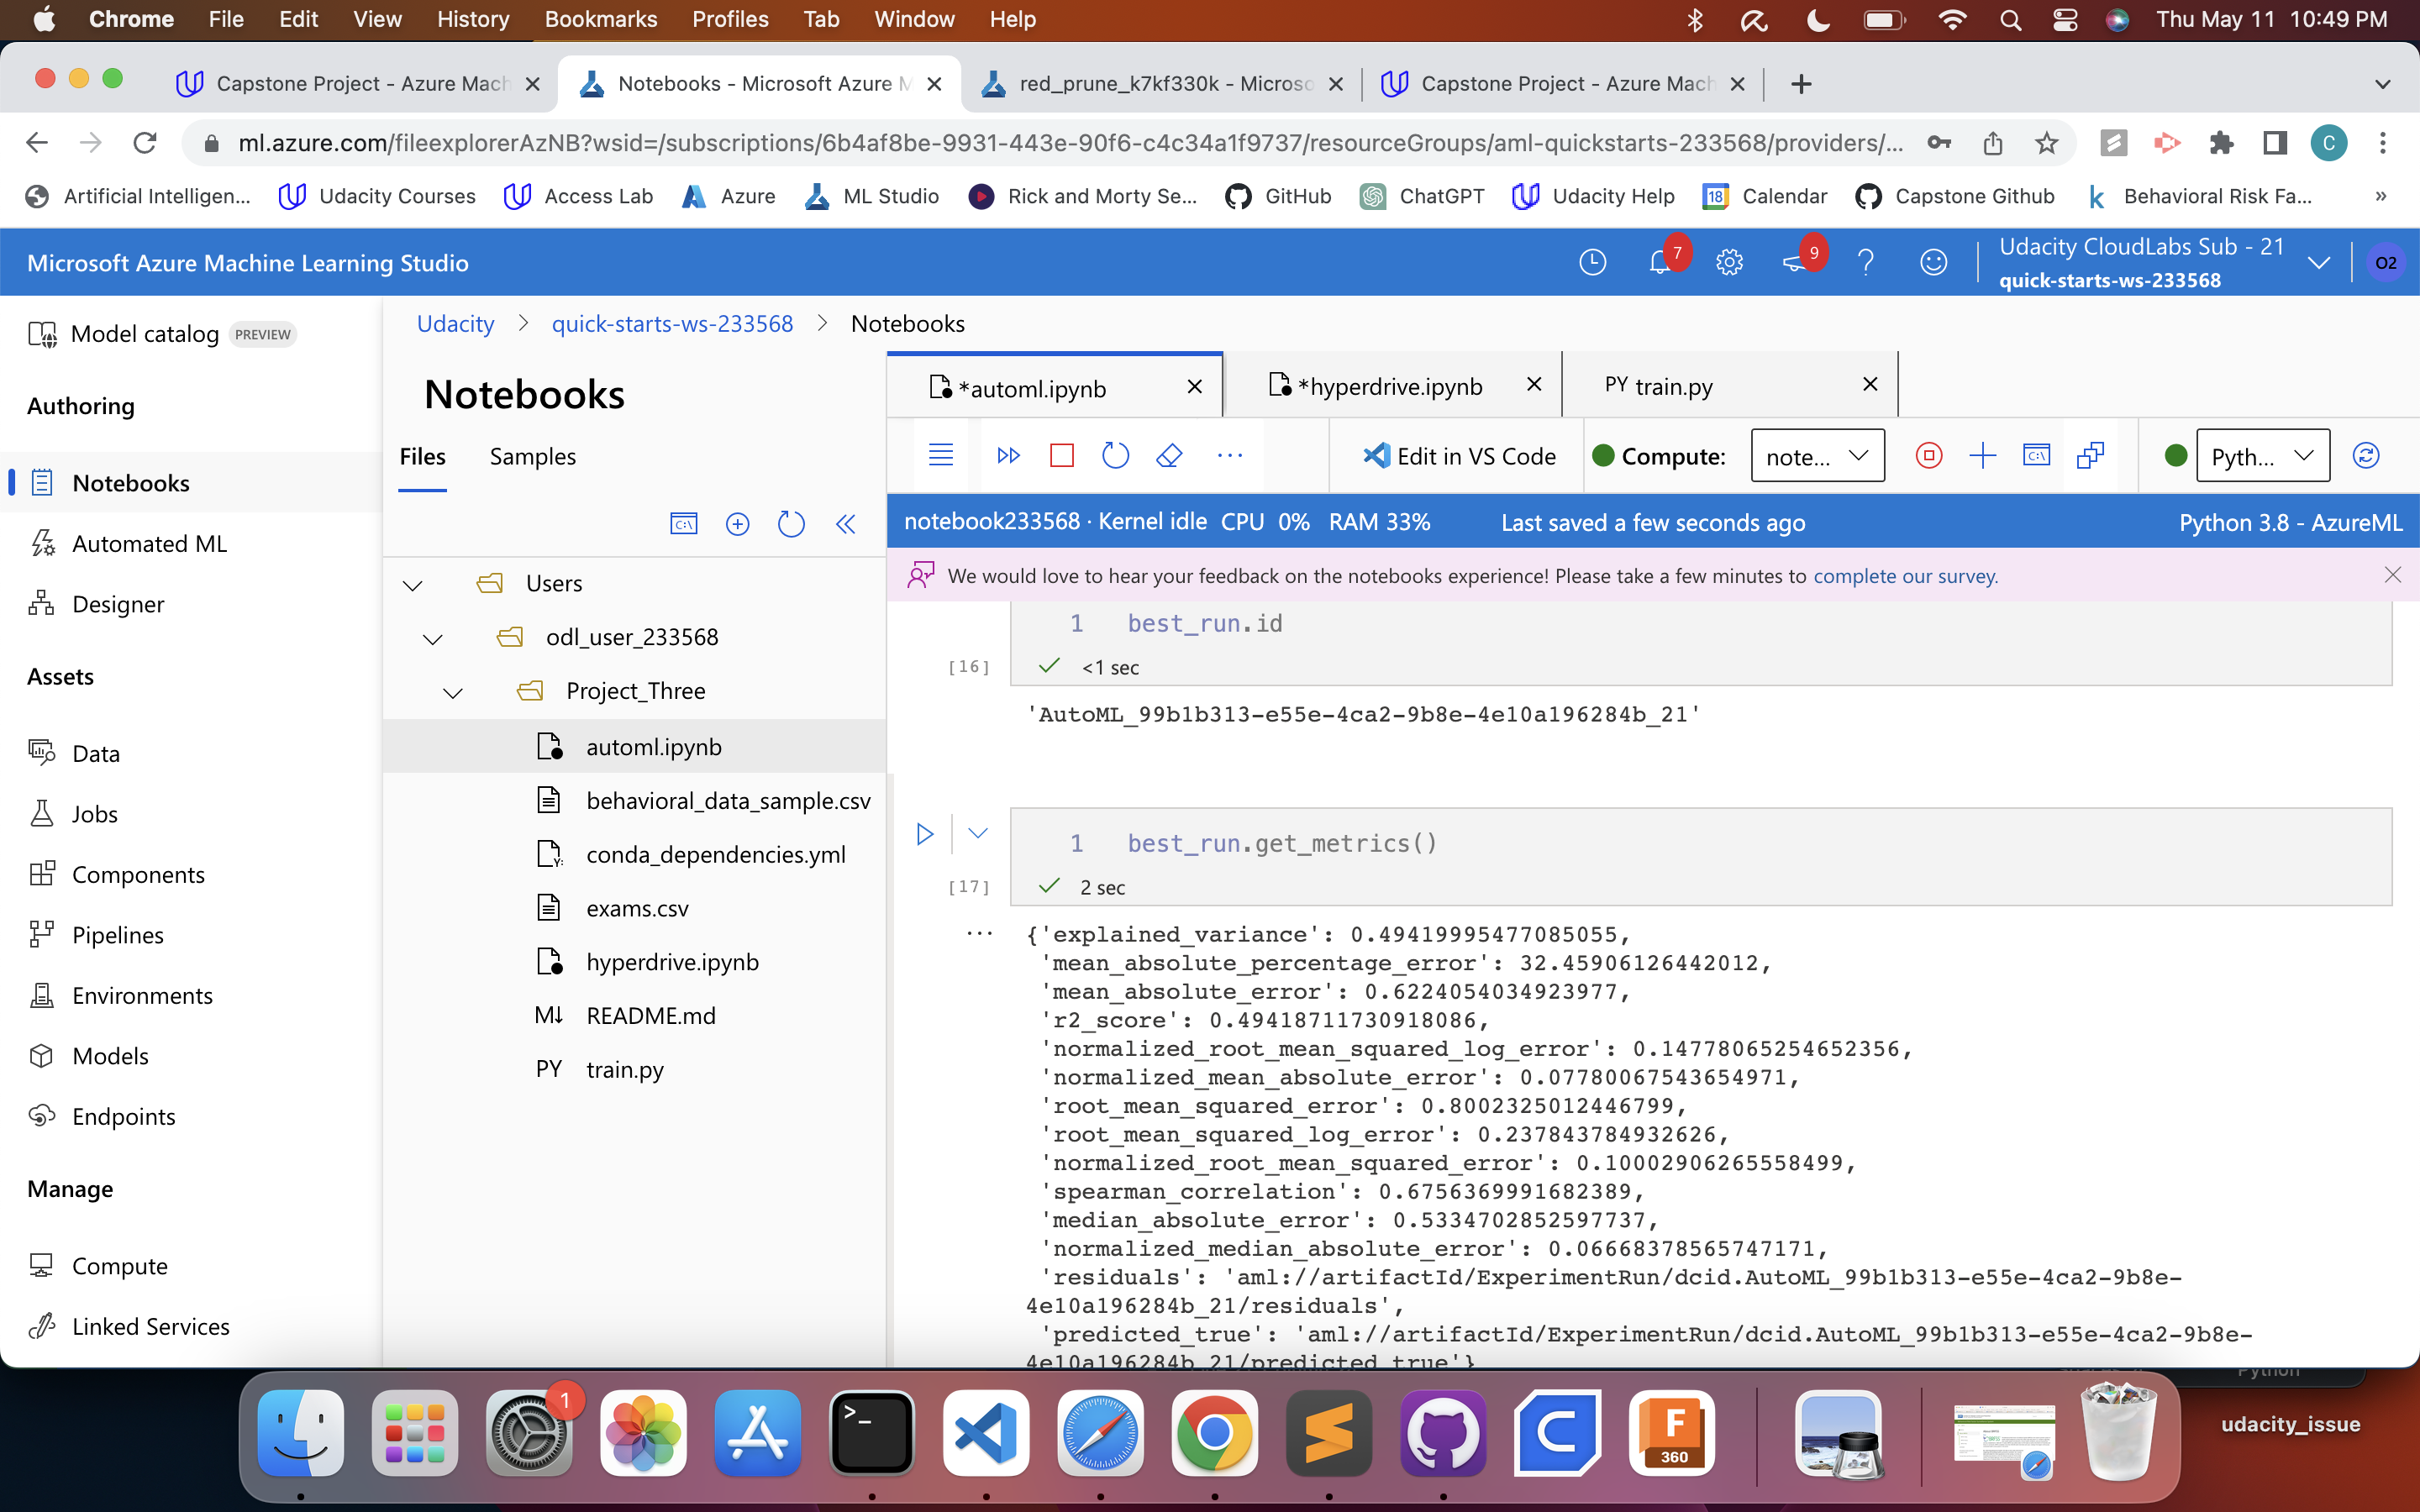 Chrome File Edit View History Bookmarks Profiles Tab Window Help Thu May 11 10:49 PM
Capstone Project - Azure Mach Notebooks - Microsoft Azure M red_prune_k7kf330k - Microso Capstone Project - Azure Mach
ml.azure.com/fileexplorerAzNB?wsid=/subscriptions/6b4af8be-9931-443e-90f6-c4c34a1f9737/resourceGroups/aml-quickstarts-233568/providers/... C
Artificial Intelligen... Udacity Courses Access Lab Azure ML Studio Rick and Morty Se... GitHub ChatGPT Udacity Help 18 Calendar Capstone Github k Behavioral Risk Fa... »
Microsoft Azure Machine Learning Studio 7 9 Udacity CloudLabs Sub - 21 O2
quick-starts-ws-233568
Model catalog PREVIEW
Authoring
Notebooks
Automated ML
Designer
Assets
Data
Jobs
Components
Pipelines
Environments
Models
Endpoints
Manage
Compute
Linked Services
Udacity > quick-starts-ws-233568 > Notebooks
Notebooks
Files Samples
Users
odl_user_233568
Project_Three
automl.ipynb
behavioral_data_sample.csv
conda_dependencies.yml
exams.csv
hyperdrive.ipynb
M↓ README.md
PY train.py
*automl.ipynb *hyperdrive.ipynb PY train.py
Edit in VS Code Compute: note... Pyth...
notebook233568 · Kernel idle CPU 0% RAM 33% Last saved a few seconds ago Python 3.8 - AzureML
We would love to hear your feedback on the notebooks experience! Please take a few minutes to complete our survey.
1 best_run.id
[16] <1 sec
'AutoML_99b1b313-e55e-4ca2-9b8e-4e10a196284b_21'
1 best_run.get_metrics()
[17] 2 sec
{'explained_variance': 0.49419995477085055,
'mean_absolute_percentage_error': 32.45906126442012,
'mean_absolute_error': 0.6224054034923977,
'r2_score': 0.49418711730918086,
'normalized_root_mean_squared_log_error': 0.14778065254652356,
'normalized_mean_absolute_error': 0.07780067543654971,
'root_mean_squared_error': 0.8002325012446799,
'root_mean_squared_log_error': 0.237843784932626,
'normalized_root_mean_squared_error': 0.10002906265558499,
'spearman_correlation': 0.6756369991682389,
'median_absolute_error': 0.5334702852597737,
'normalized_median_absolute_error': 0.06668378565747171,
'residuals': 'aml://artifactId/ExperimentRun/dcid.AutoML_99b1b313-e55e-4ca2-9b8e-
4e10a196284b_21/residuals',
'predicted_true': 'aml://artifactId/ExperimentRun/dcid.AutoML_99b1b313-e55e-4ca2-9b8e-
4e10a196284b_21/predicted_true'}
Python
1
F
360
udacity_issue